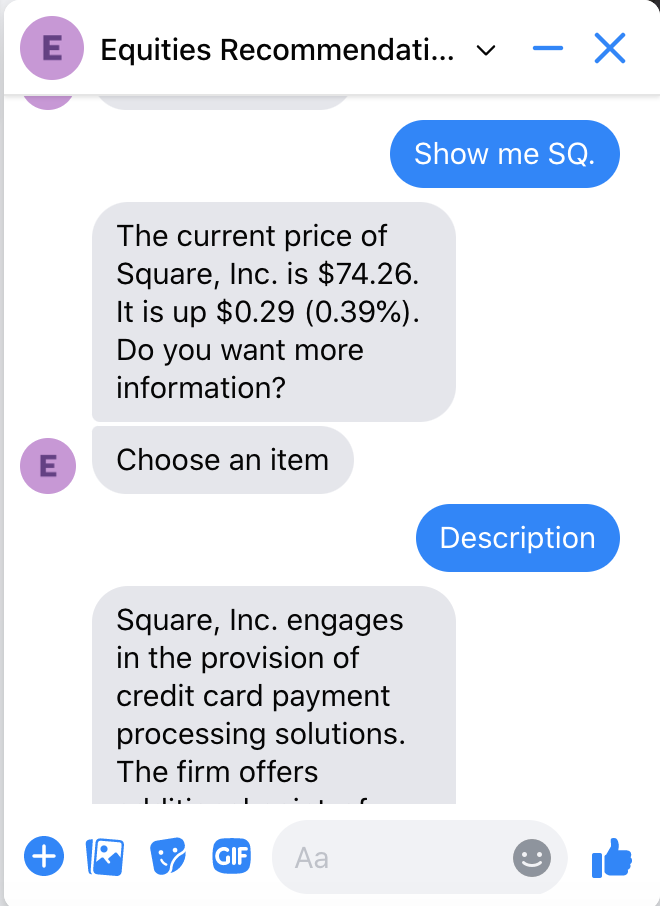 E
Equities Recommendati...
Show me SQ.
The current price of
Square, Inc. is $74.26.
It is up $0.29 (0.39%).
Do you want more
information?
E
Choose an item
Description
Square, Inc. engages
in the provision of
credit card payment
processing solutions.
The firm offers
GIF
Aa